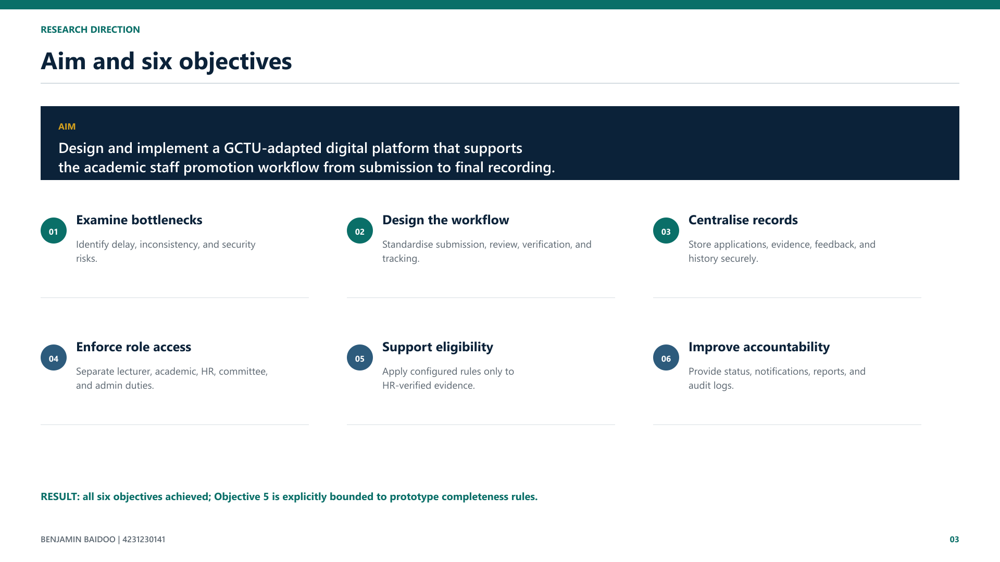 RESEARCH DIRECTION
Aim and six objectives
AIM
Design and implement a GCTU-adapted digital platform that supports
the academic staff promotion workflow from submission to final recording.
01
Examine bottlenecks
Identify delay, inconsistency, and security
risks.
02
Design the workflow
Standardise submission, review, verification, and
tracking.
03
Centralise records
Store applications, evidence, feedback, and
history securely.
04
Enforce role access
Separate lecturer, academic, HR, committee,
and admin duties.
05
Support eligibility
Apply configured rules only to
HR-verified evidence.
06
Improve accountability
Provide status, notifications, reports, and
audit logs.
RESULT: all six objectives achieved; Objective 5 is explicitly bounded to prototype completeness rules.
BENJAMIN BAIDOO | 4231230141
03